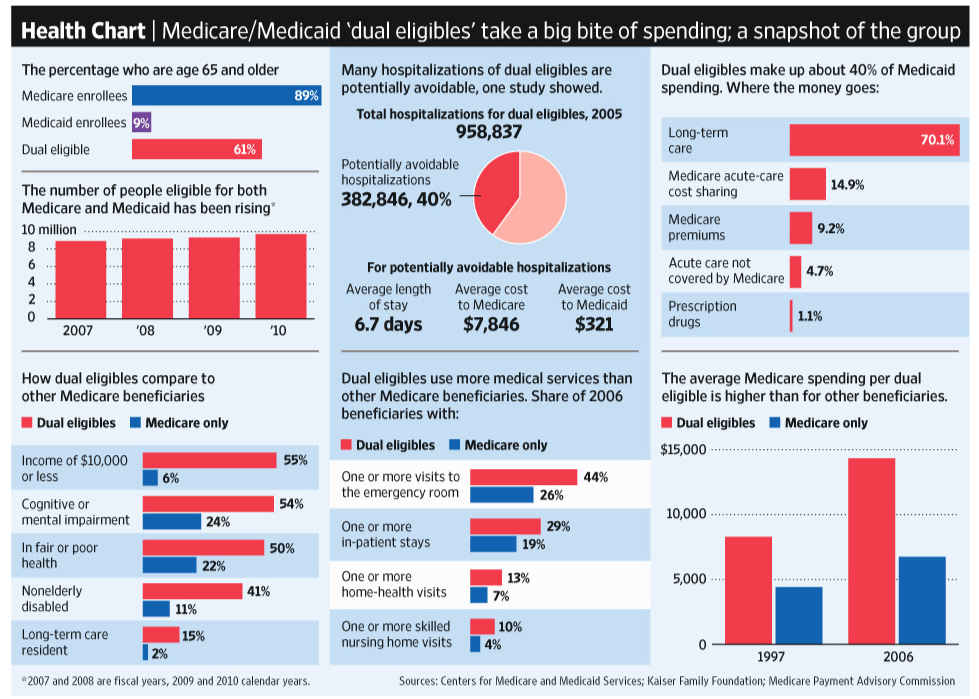 Health Chart | Medicare/Medicaid ‘dual eligibles’ take a big bite of spending; a snapshot of the group
The percentage who are age 65 and older
Medicare enrollees 89%
Medicaid enrollees 9%
Dual eligible 61%
The number of people eligible for both
Medicare and Medicaid has been rising*
10 million
8
6
4
2
0
2007 ’08 ’09 ’10
Many hospitalizations of dual eligibles are
potentially avoidable, one study showed.
Total hospitalizations for dual eligibles, 2005
958,837
Potentially avoidable
hospitalizations
382,846, 40%
For potentially avoidable hospitalizations
Average length Average cost Average cost
of stay to Medicare to Medicaid
6.7 days $7,846 $321
Dual eligibles make up about 40% of Medicaid
spending. Where the money goes:
Long-term
care 70.1%
Medicare acute-care
cost sharing 14.9%
Medicare
premiums 9.2%
Acute care not
covered by Medicare 4.7%
Prescription
drugs 1.1%
How dual eligibles compare to
other Medicare beneficiaries
Dual eligibles Medicare only
Income of $10,000 55%
or less 6%
Cognitive or 54%
mental impairment 24%
In fair or poor 50%
health 22%
Nonelderly 41%
disabled 11%
Long-term care 15%
resident 2%
Dual eligibles use more medical services than
other Medicare beneficiaries. Share of 2006
beneficiaries with:
Dual eligibles Medicare only
One or more visits to 44%
the emergency room 26%
One or more 29%
in-patient stays 19%
One or more 13%
home-health visits 7%
One or more skilled 10%
nursing home visits 4%
The average Medicare spending per dual
eligible is higher than for other beneficiaries.
Dual eligibles Medicare only
$15,000
10,000
5,000
0
1997 2006
*2007 and 2008 are fiscal years, 2009 and 2010 calendar years.
Sources: Centers for Medicare and Medicaid Services; Kaiser Family Foundation; Medicare Payment Advisory Commission